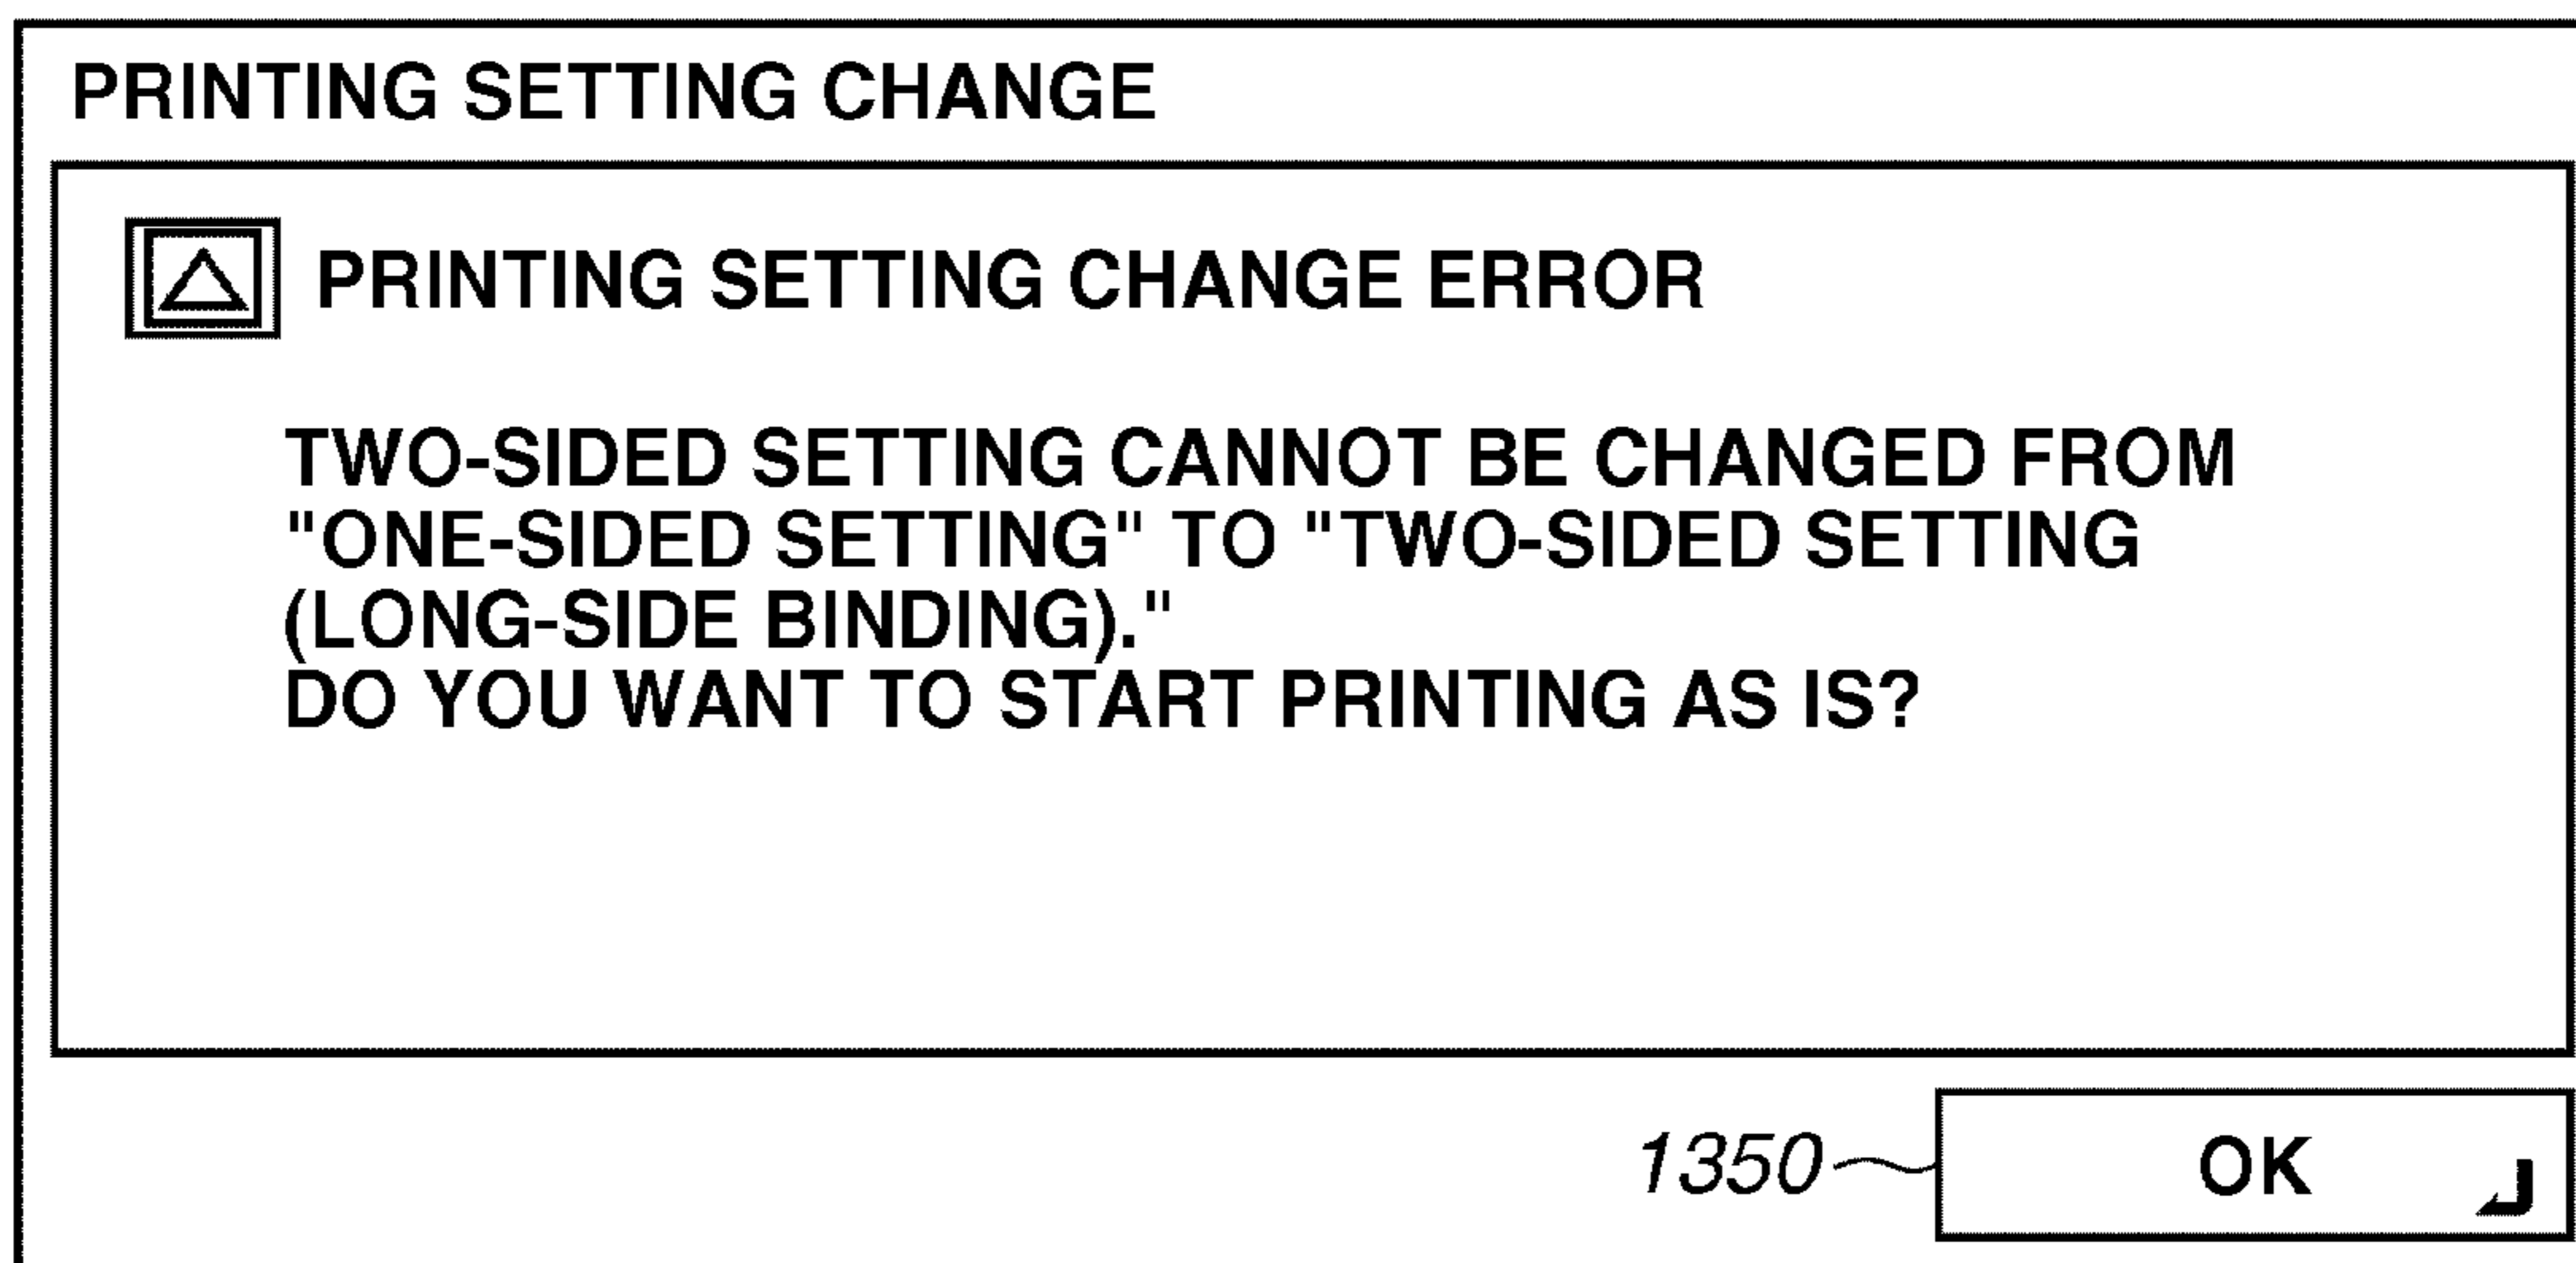 PRINTING SETTING CHANGE
PRINTING SETTING CHANGE ERROR
TWO-SIDED SETTING CANNOT BE CHANGED FROM
"ONE-SIDED SETTING" TO "TWO-SIDED SETTING
(LONG-SIDE BINDING)."
DO YOU WANT TO START PRINTING AS IS?
1350
OK